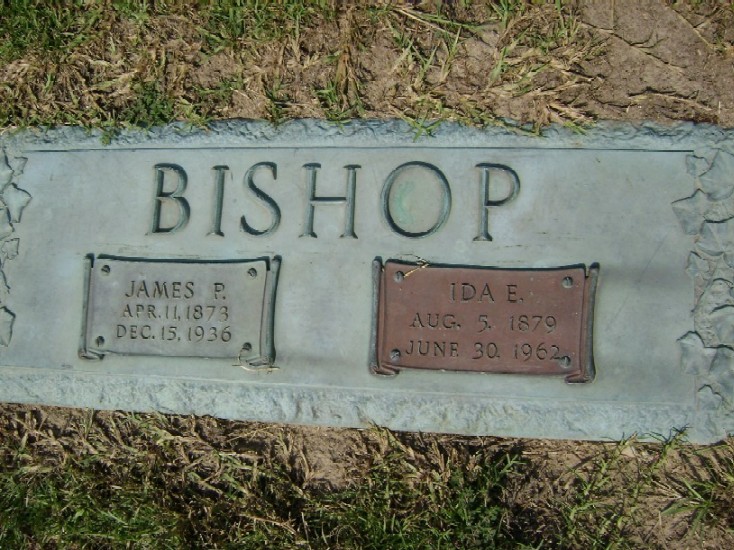 BISHOP
JAMES P.
APR. 11, 1873
DEC. 15, 1936
IDA E.
AUG. 5. 1879
JUNE 30. 1962